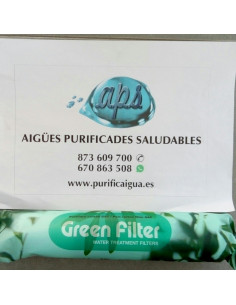 aps
AIGÜES PURIFICADES SALUDABLES
873 609 700
670 863 508
www.purificaigua.es
Green Filter
WATER TREATMENT FILTERS